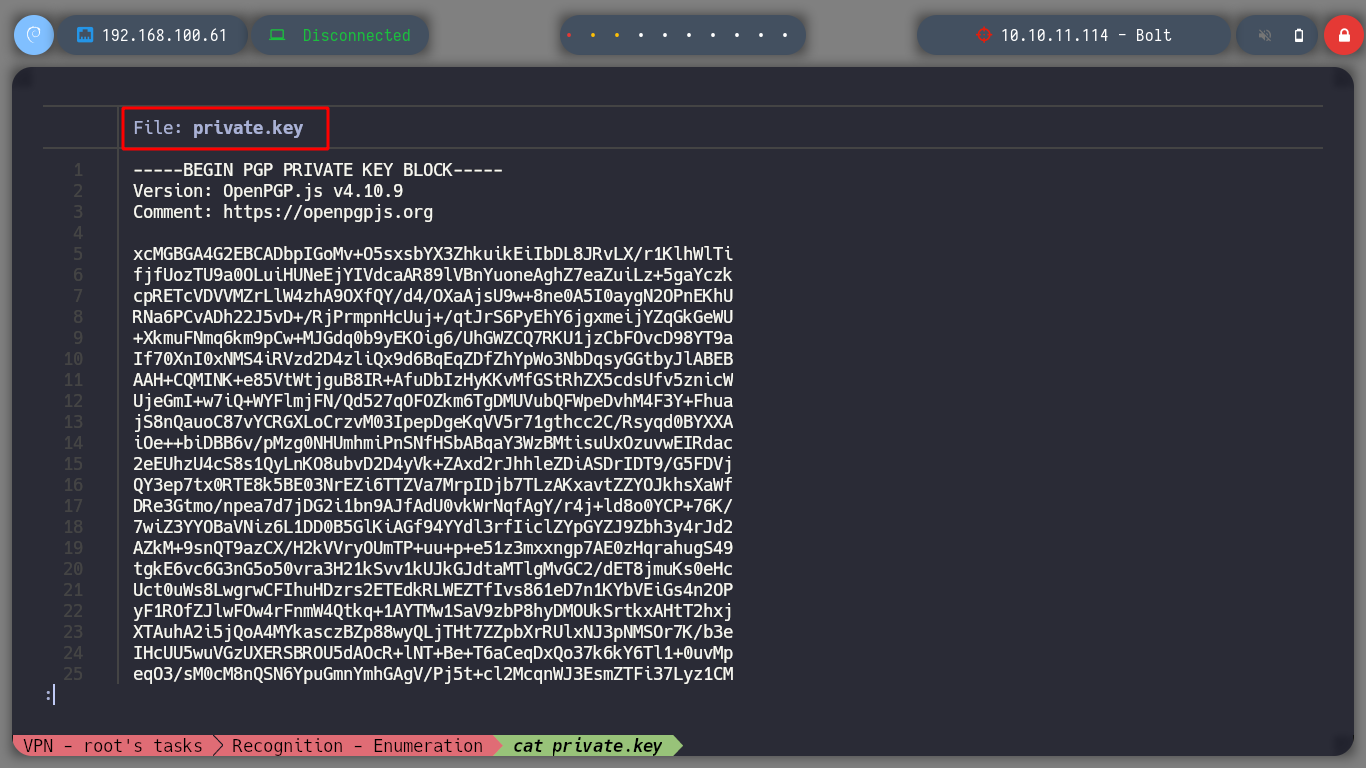 192.168.100.61
Disconnected
10.10.11.114 - Bolt
File: private.key
1 -----BEGIN PGP PRIVATE KEY BLOCK-----
2 Version: OpenPGP.js v4.10.9
3 Comment: https://openpgpjs.org
4
5 xcMGBGA4G2EBCADbpIGoMv+O5sxsbYX3ZhkuikEiIbDL8JRvLX/r1KlhWlTi
6 fjfUozTU9a0OLuiHUNeEjYIVdcaAR89lVBnYuoneAghZ7eaZuiLz+5gaYczk
7 cpRETcVDVVMZrLlW4zhA9OXfQY/d4/OXaAjsU9w+8ne0A5I0aygN2OPnEKhU
8 RNa6PCvADh22J5vD+/RjPrmpnHcUuj+/qtJrS6PyEhY6jgxmeijYZqGkGeWU
9 +XkmuFNmq6km9pCw+MJGdq0b9yEKOig6/UhGWZCQ7RKU1jzCbFOvcD98YT9a
10 If70XnI0xNMS4iRVzd2D4zliQx9d6BqEqZDfZhYpWo3NbDqsyGGtbyJlABEB
11 AAH+CQMINK+e85VtWtjguB8IR+AfuDbIzHyKKvMfGStRhZX5cdsUfv5znicW
12 UjeGmI+w7iQ+WYFlmjFN/Qd527qOFOZkm6TgDMUVubQFWpeDvhM4F3Y+Fhua
13 jS8nQauoC87vYCRGXLoCrzvM03IpepDgeKqVV5r71gthcc2C/Rsyqd0BYXXA
14 iOe++biDBB6v/pMzg0NHUmhmiPnSNfHSbABqaY3WzBMtisuUxOzuvwEIRdac
15 2eEUhzU4cS8s1QyLnKO8ubvD2D4yVk+ZAxd2rJhhleZDiASDrIDT9/G5FDVj
16 QY3ep7tx0RTE8k5BE03NrEZi6TTZVa7MrpIDjb7TLzAKxavtZZYOJkhsXaWf
17 DRe3Gtmo/npea7d7jDG2i1bn9AJfAdU0vkWrNqfAgY/r4j+ld8o0YCP+76K/
18 7wiZ3YYOBaVNiz6L1DD0B5GlKiAGf94YYdl3rfIiclZYpGYZJ9Zbh3y4rJd2
19 AZkM+9snQT9azCX/H2kVVryOUmTP+uu+p+e51z3mxxngp7AE0zHqrahugS49
20 tgkE6vc6G3nG5o50vra3H21kSvv1kUJkGJdtaMTlgMvGC2/dET8jmuKs0eHc
21 Uct0uWs8LwgrwCFIhuHDzrs2ETEdkRLWEZTfIvs861eD7n1KYbVEiGs4n2OP
22 yF1ROfZJlwFOw4rFnmW4Qtkq+1AYTMw1SaV9zbP8hyDMOUkSrtkxAHtT2hxj
23 XTAuhA2i5jQoA4MYkasczBZp88wyQLjTHt7ZZpbXrRUlxNJ3pNMSOr7K/b3e
24 IHcUU5wuVGzUXERSBROU5dAOcR+lNT+Be+T6aCeqDxQo37k6kY6Tl1+0uvMp
25 eqO3/sM0cM8nQSN6YpuGmnYmhGAgV/Pj5t+cl2McqnWJ3EsmZTFi37Lyz1CM
:
VPN - root's tasks
Recognition - Enumeration
cat private.key